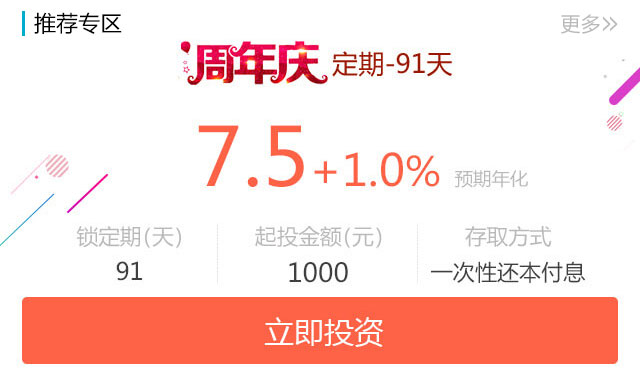 推荐专区 更多>>
周年庆 定期-91天
7.5+1.0% 预期年化
锁定期(天) 起投金额(元) 存取方式
91 1000 一次性还本付息
立即投资